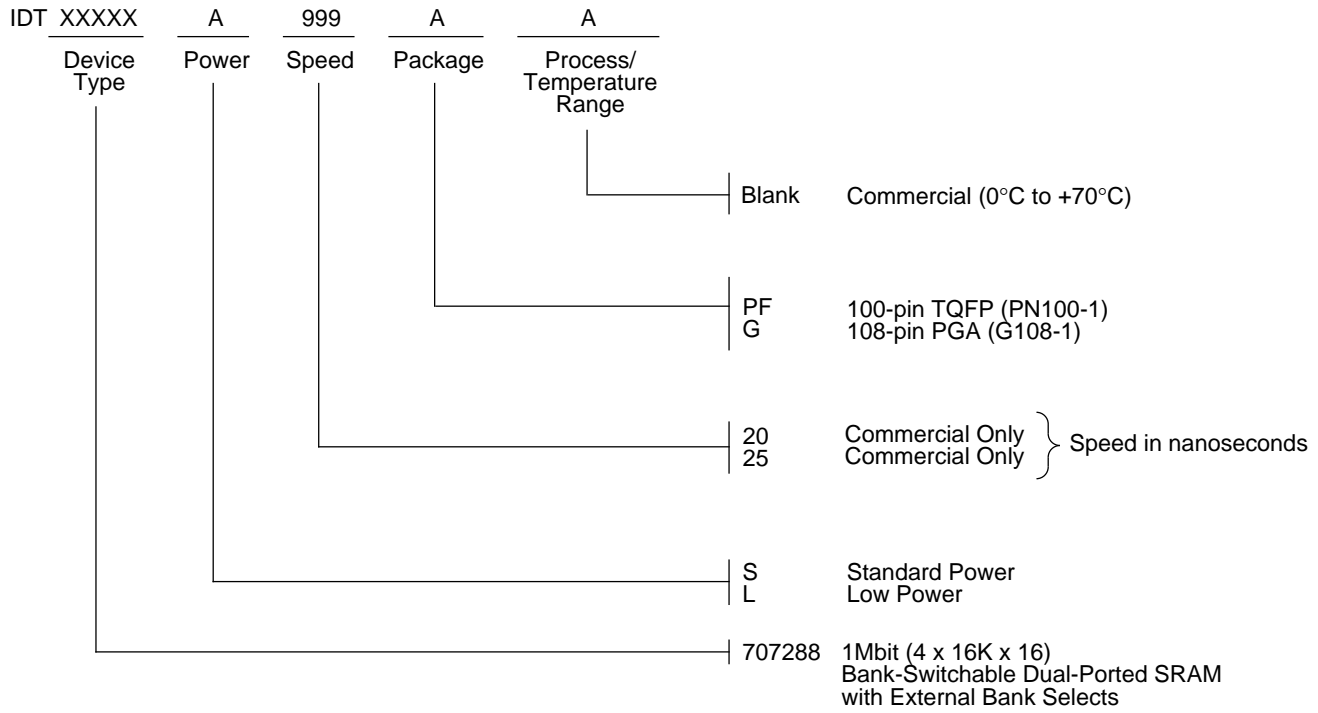 IDT XXXXX A 999 A A
Device Type Power Speed Package Process/ Temperature Range
Blank Commercial (0°C to +70°C)
PF 100-pin TQFP (PN100-1)
G 108-pin PGA (G108-1)
20 Commercial Only
25 Commercial Only
Speed in nanoseconds
S Standard Power
L Low Power
707288 1Mbit (4 x 16K x 16)
Bank-Switchable Dual-Ported SRAM
with External Bank Selects